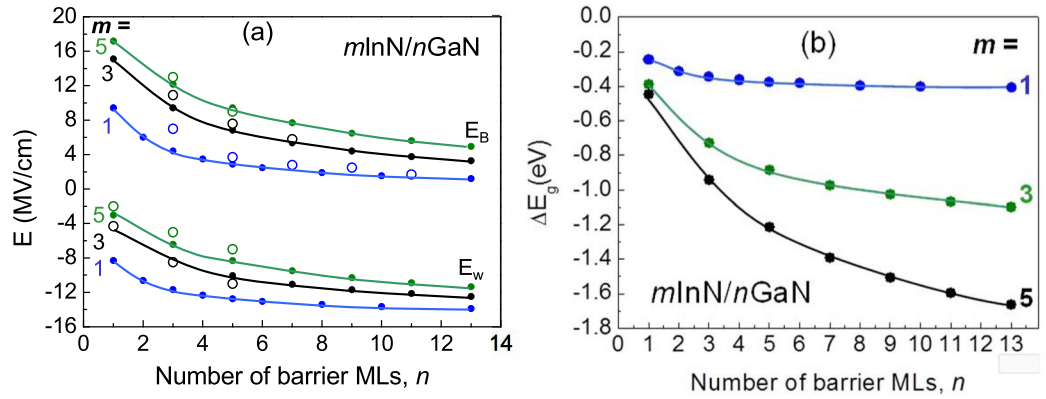 20
16
12
8
4
0
-4
-8
-12
-16
E (MV/cm)
m =
5
3
1
5
3
1
(a)
mInN/nGaN
E_B
E_w
0 2 4 6 8 10 12 14
Number of barrier MLs, n
0.0
-0.2
-0.4
-0.6
-0.8
-1.0
-1.2
-1.4
-1.6
-1.8
ΔE_g(eV)
(b)
m =
1
3
5
mInN/nGaN
0 1 2 3 4 5 6 7 8 9 10 11 12 13
Number of barrier MLs, n